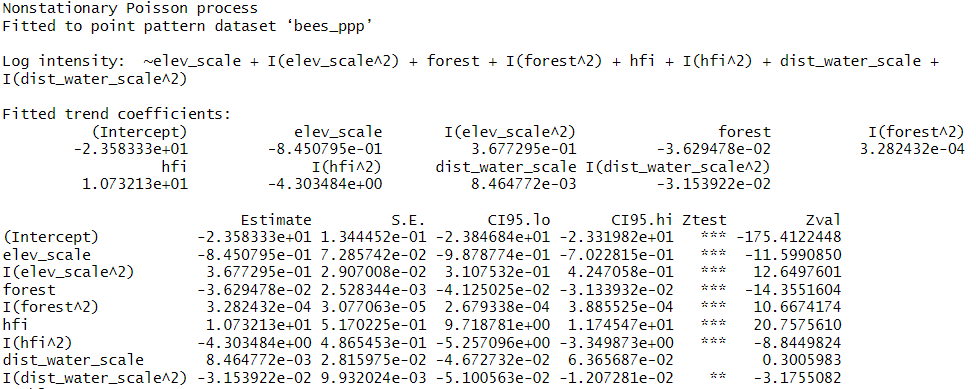 Nonstationary Poisson process
Fitted to point pattern dataset ‘bees_ppp’
Log intensity:  ~elev_scale + I(elev_scale^2) + forest + I(forest^2) + hfi + I(hfi^2) + dist_water_scale +
I(dist_water_scale^2)
Fitted trend coefficients:
(Intercept) elev_scale I(elev_scale^2) forest I(forest^2)
-2.358333e+01 -8.450795e-01 3.677295e-01 -3.629478e-02 3.282432e-04
hfi I(hfi^2) dist_water_scale I(dist_water_scale^2)
1.073213e+01 -4.303484e+00 8.464772e-03 -3.153922e-02
Estimate S.E. CI95.lo CI95.hi Ztest Zval
(Intercept) -2.358333e+01 1.344452e-01 -2.384684e+01 -2.331982e+01 *** -175.4122448
elev_scale -8.450795e-01 7.285742e-02 -9.878774e-01 -7.022815e-01 *** -11.5990850
I(elev_scale^2) 3.677295e-01 2.907008e-02 3.107532e-01 4.247058e-01 *** 12.6497601
forest -3.629478e-02 2.528344e-03 -4.125025e-02 -3.133932e-02 *** -14.3551604
I(forest^2) 3.282432e-04 3.077063e-05 2.679338e-04 3.885525e-04 *** 10.6674174
hfi 1.073213e+01 5.170225e-01 9.718781e+00 1.174547e+01 *** 20.7575610
I(hfi^2) -4.303484e+00 4.865453e-01 -5.257096e+00 -3.349873e+00 *** -8.8449824
dist_water_scale 8.464772e-03 2.815975e-02 -4.672732e-02 6.365687e-02 0.3005983
I(dist_water_scale^2) -3.153922e-02 9.932024e-03 -5.100563e-02 -1.207281e-02 ** -3.1755082